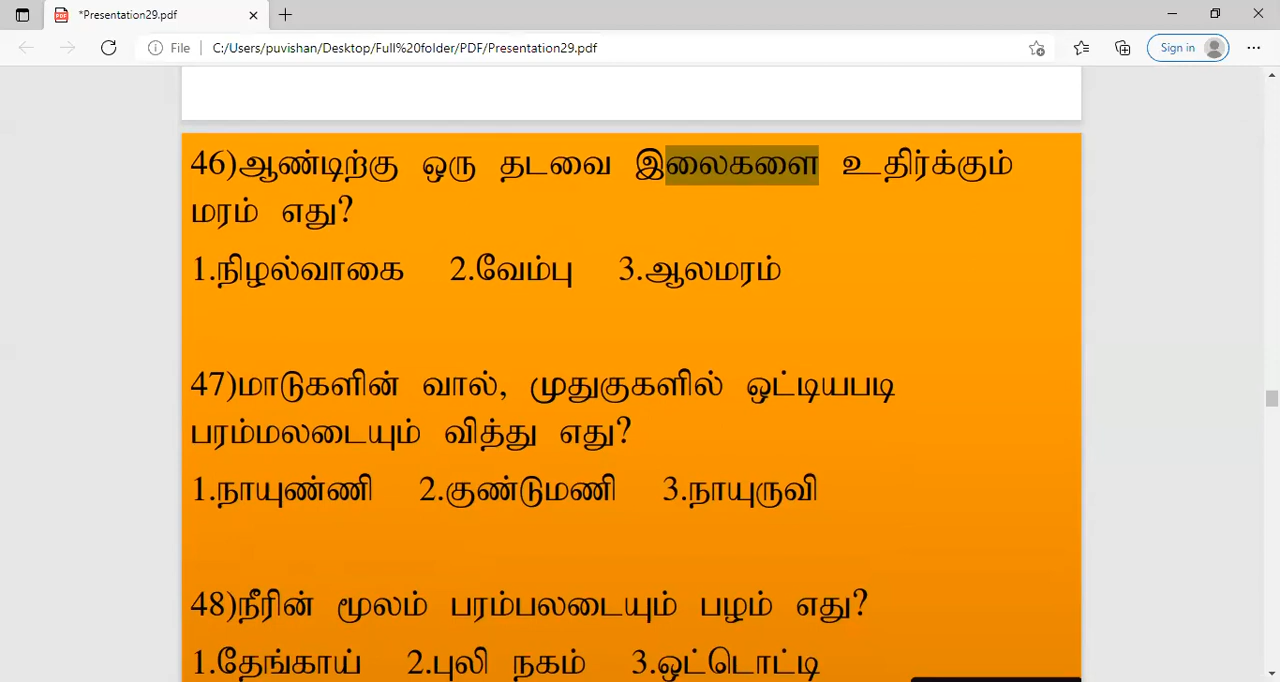 *Presentation29.pdf
File C:/Users/puvishan/Desktop/Full%20folder/PDF/Presentation29.pdf Sign in
46)ஆண்டிற்கு ஒரு தடவை இலைகளை உதிர்க்கும்
மரம் எது?
1.நிழல்வாகை 2.வேம்பு 3.ஆலமரம்
47)மாடுகளின் வால், முதுகுகளில் ஒட்டியபடி
பரம்மலடையும் வித்து எது?
1.நாயுண்ணி 2.குண்டுமணி 3.நாயுருவி
48)நீரின் மூலம் பரம்பலடையும் பழம் எது?
1.தேங்காய் 2.புலி நகம் 3.ஒட்டொட்டி